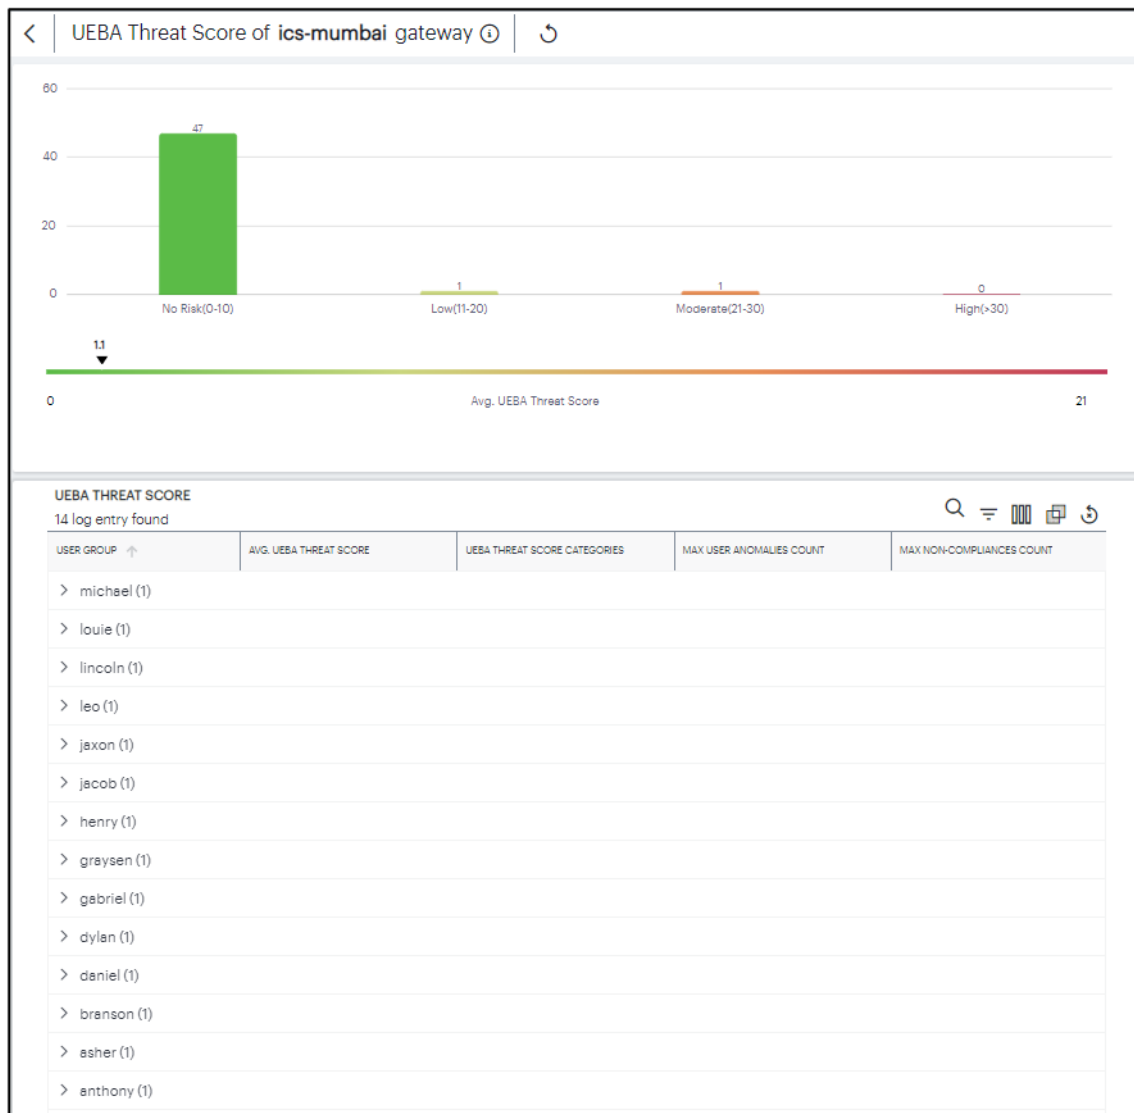 UEBA Threat Score of ics-mumbai gateway
60
47
40
20
1
1
0
0
No Risk(0-10)
Low(11-20)
Moderate(21-30)
High(>30)
1.1
0
Avg. UEBA Threat Score
21
UEBA THREAT SCORE
14 log entry found
USER GROUP
AVG. UEBA THREAT SCORE
UEBA THREAT SCORE CATEGORIES
MAX USER ANOMALIES COUNT
MAX NON-COMPLIANCES COUNT
michael (1)
louie (1)
lincoln (1)
leo (1)
jaxon (1)
jacob (1)
henry (1)
graysen (1)
gabriel (1)
dylan (1)
daniel (1)
branson (1)
asher (1)
anthony (1)